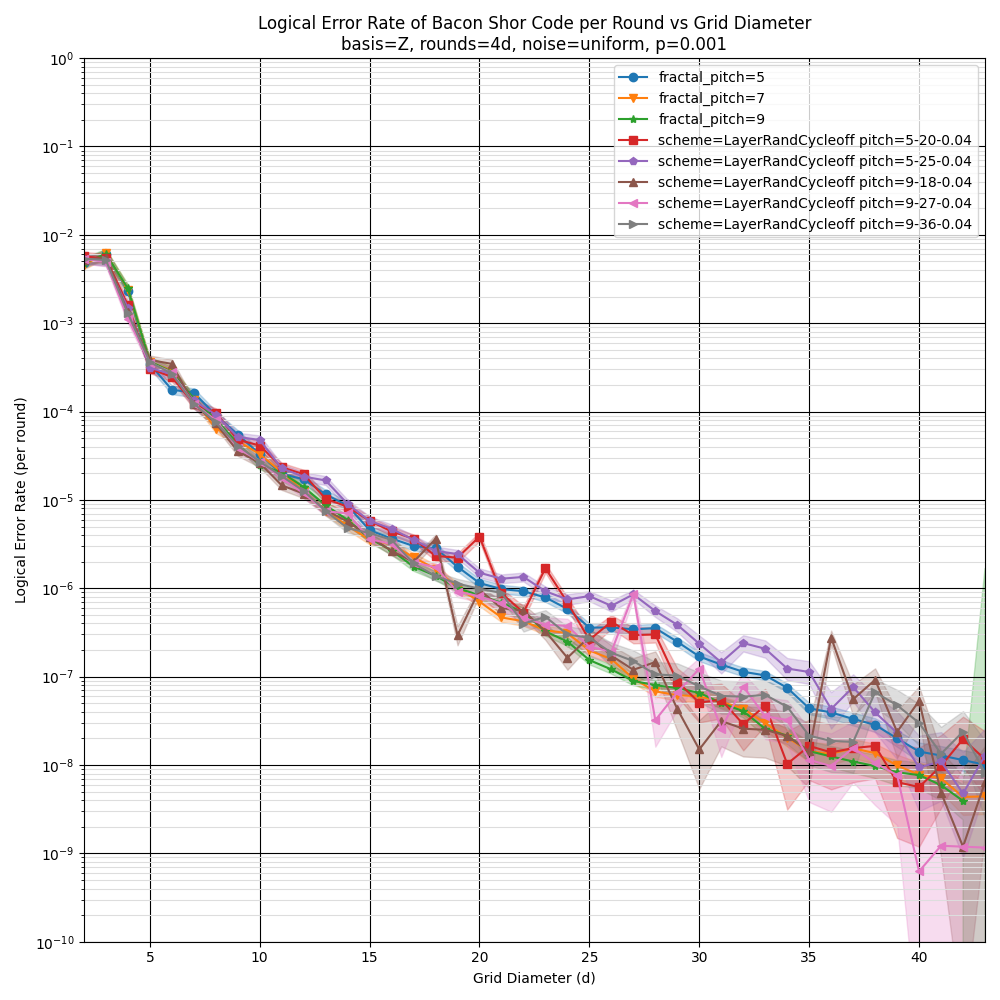 Logical Error Rate of Bacon Shor Code per Round vs Grid Diameter
basis=Z, rounds=4d, noise=uniform, p=0.001
fractal_pitch=5
fractal_pitch=7
fractal_pitch=9
scheme=LayerRandCycleoff pitch=5-20-0.04
scheme=LayerRandCycleoff pitch=5-25-0.04
scheme=LayerRandCycleoff pitch=9-18-0.04
scheme=LayerRandCycleoff pitch=9-27-0.04
scheme=LayerRandCycleoff pitch=9-36-0.04
Logical Error Rate (per round)
10⁰
10⁻¹
10⁻²
10⁻³
10⁻⁴
10⁻⁵
10⁻⁶
10⁻⁷
10⁻⁸
10⁻⁹
10⁻¹⁰
5 10 15 20 25 30 35 40
Grid Diameter (d)